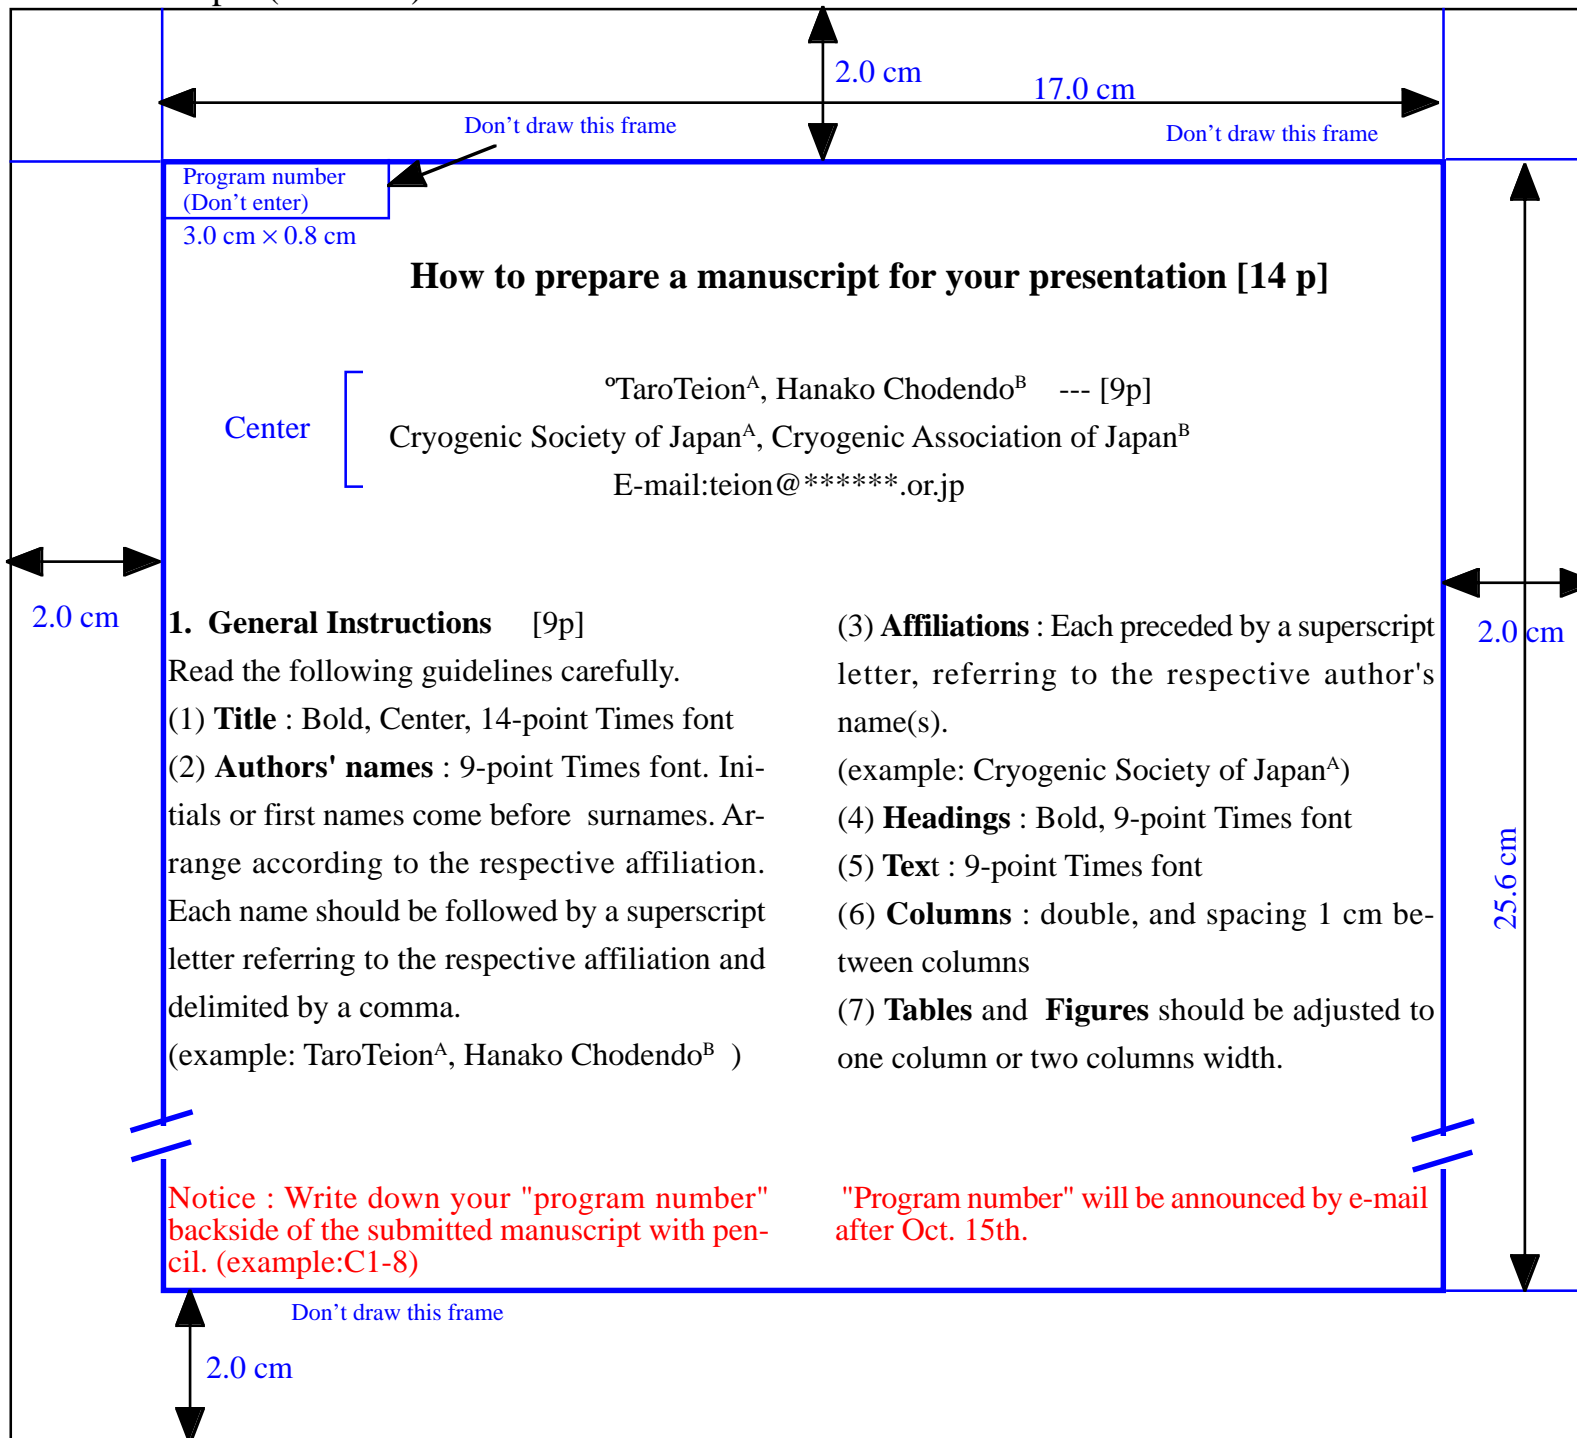 2.0 cm
17.0 cm
Don’t draw this frame
Don’t draw this frame
Program number
(Don’t enter)
3.0 cm × 0.8 cm
How to prepare a manuscript for your presentation [14 p]
ºTaroTeionᴬ, Hanako Chodendoᴮ --- [9p]
Center
Cryogenic Society of Japanᴬ, Cryogenic Association of Japanᴮ
E-mail:teion@******.or.jp
2.0 cm
1. General Instructions [9p]
Read the following guidelines carefully.
(1) Title : Bold, Center, 14-point Times font
(2) Authors' names : 9-point Times font. Ini-
tials or first names come before surnames. Ar-
range according to the respective affiliation.
Each name should be followed by a superscript
letter referring to the respective affiliation and
delimited by a comma.
(example: TaroTeionᴬ, Hanako Chodendoᴮ )
(3) Affiliations : Each preceded by a superscript
letter, referring to the respective author's
name(s).
(example: Cryogenic Society of Japanᴬ)
(4) Headings : Bold, 9-point Times font
(5) Text : 9-point Times font
(6) Columns : double, and spacing 1 cm be-
tween columns
(7) Tables and Figures should be adjusted to
one column or two columns width.
2.0 cm
25.6 cm
Notice : Write down your "program number"
backside of the submitted manuscript with pen-
cil. (example:C1-8)
"Program number" will be announced by e-mail
after Oct. 15th.
Don’t draw this frame
2.0 cm